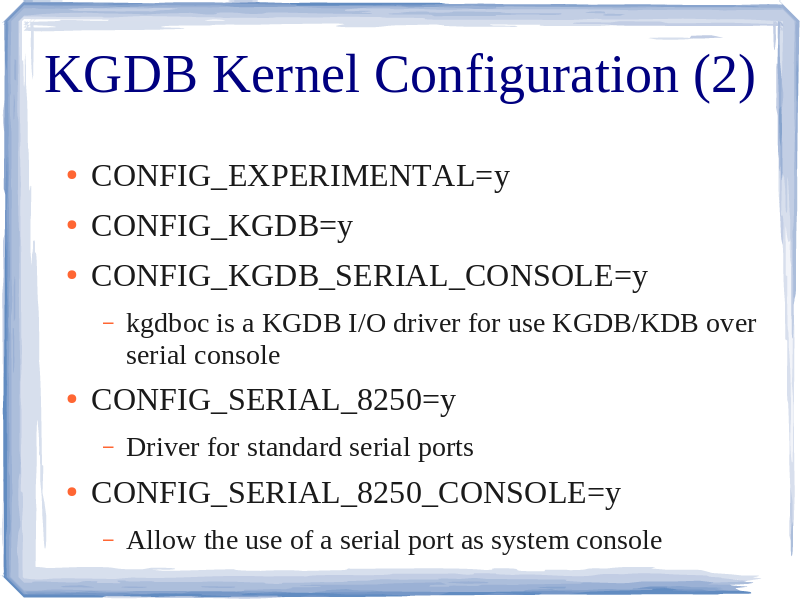 KGDB Kernel Configuration (2)
• CONFIG_EXPERIMENTAL=y
• CONFIG_KGDB=y
• CONFIG_KGDB_SERIAL_CONSOLE=y
– kgdboc is a KGDB I/O driver for use KGDB/KDB over
serial console
• CONFIG_SERIAL_8250=y
– Driver for standard serial ports
• CONFIG_SERIAL_8250_CONSOLE=y
– Allow the use of a serial port as system console